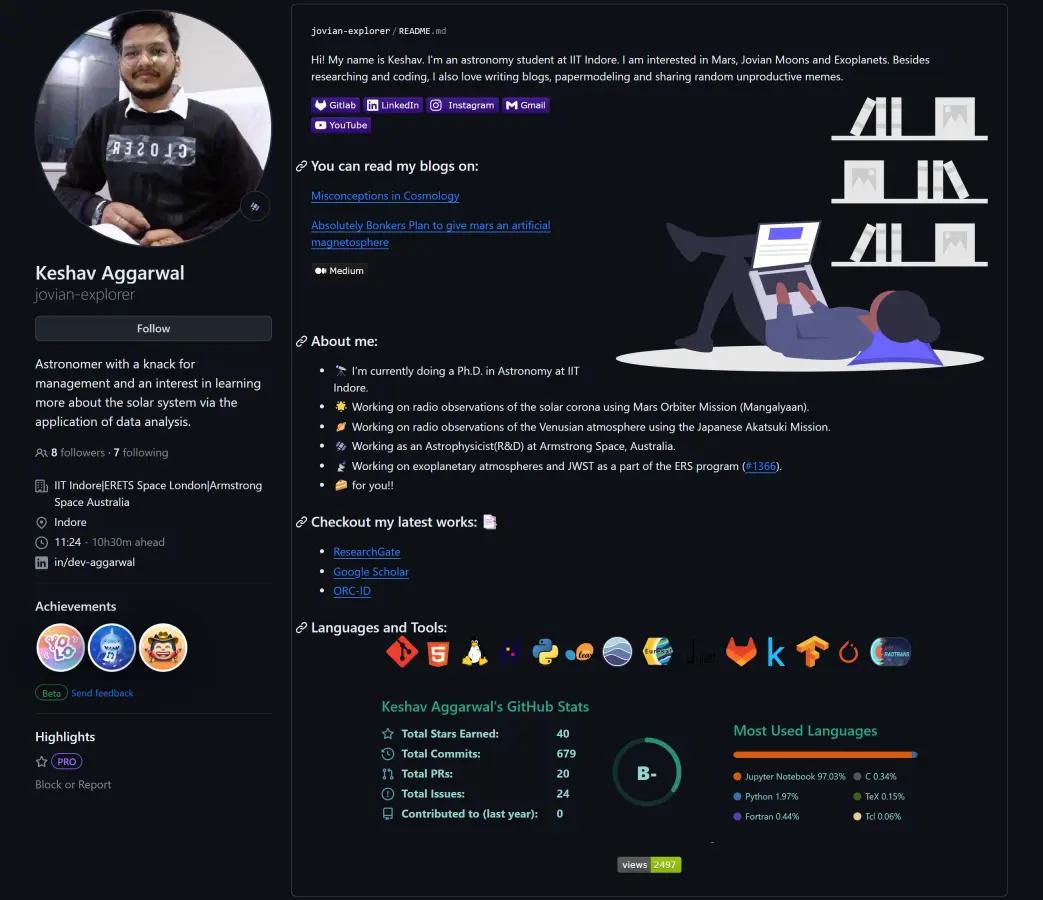 CLOSER
Keshav Aggarwal
jovian-explorer
Follow
Astronomer with a knack for
management and an interest in learning
more about the solar system via the
application of data analysis.
8 followers · 7 following
IIT Indore|ERETS Space London|Armstrong
Space Australia
Indore
11:24 - 10h30m ahead
in/dev-aggarwal
Achievements
YOLO
Beta Send feedback
Highlights
PRO
Block or Report
jovian-explorer / README.md
Hi! My name is Keshav. I'm an astronomy student at IIT Indore. I am interested in Mars, Jovian Moons and Exoplanets. Besides
researching and coding, I also love writing blogs, papermodeling and sharing random unproductive memes.
Gitlab LinkedIn Instagram Gmail
YouTube
You can read my blogs on:
Misconceptions in Cosmology
Absolutely Bonkers Plan to give mars an artificial
magnetosphere
Medium
About me:
I'm currently doing a Ph.D. in Astronomy at IIT
Indore.
Working on radio observations of the solar corona using Mars Orbiter Mission (Mangalyaan).
Working on radio observations of the Venusian atmosphere using the Japanese Akatsuki Mission.
Working as an Astrophysicist(R&D) at Armstrong Space, Australia.
Working on exoplanetary atmospheres and JWST as a part of the ERS program (#1366).
for you!!
Checkout my latest works:
ResearchGate
Google Scholar
ORC-ID
Languages and Tools:
Keshav Aggarwal's GitHub Stats
Total Stars Earned: 40
Total Commits: 679
Total PRs: 20
Total Issues: 24
Contributed to (last year): 0
B-
Most Used Languages
Jupyter Notebook 97.03% C 0.34%
Python 1.97% TeX 0.15%
Fortran 0.44% Tcl 0.06%
views 2497